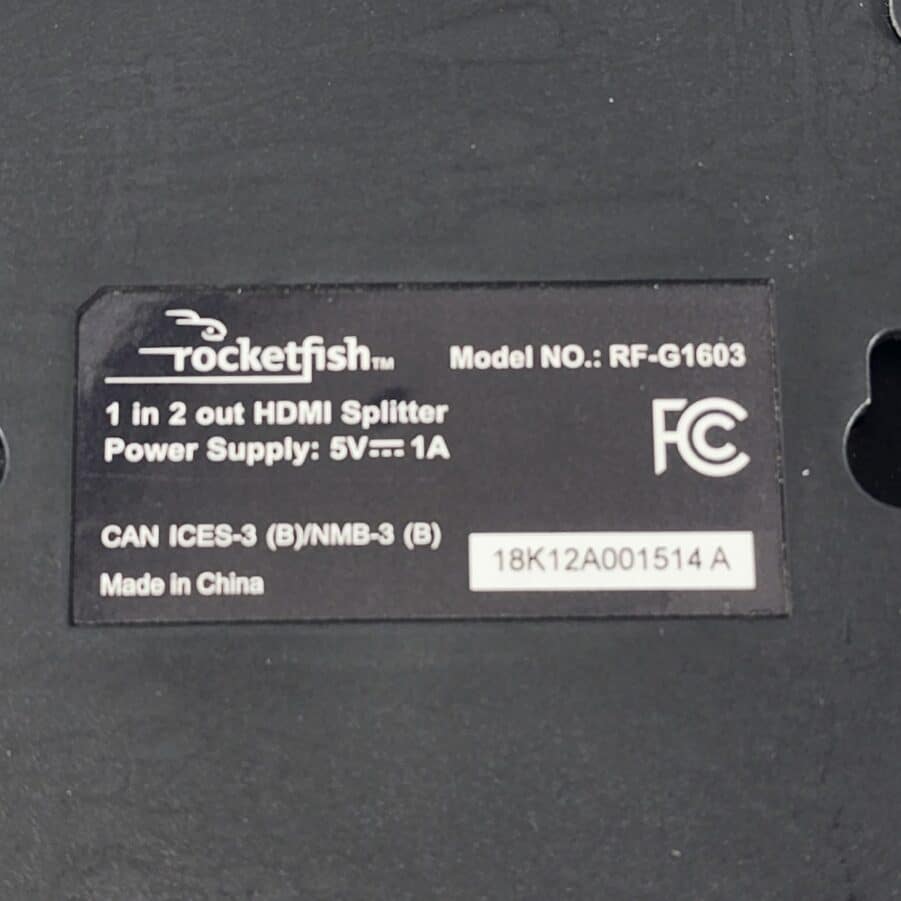 rocketfish™ Model NO.: RF-G1603
1 in 2 out HDMI Splitter
Power Supply: 5V⎓1A
FC
CAN ICES-3 (B)/NMB-3 (B)
18K12A001514 A
Made in China